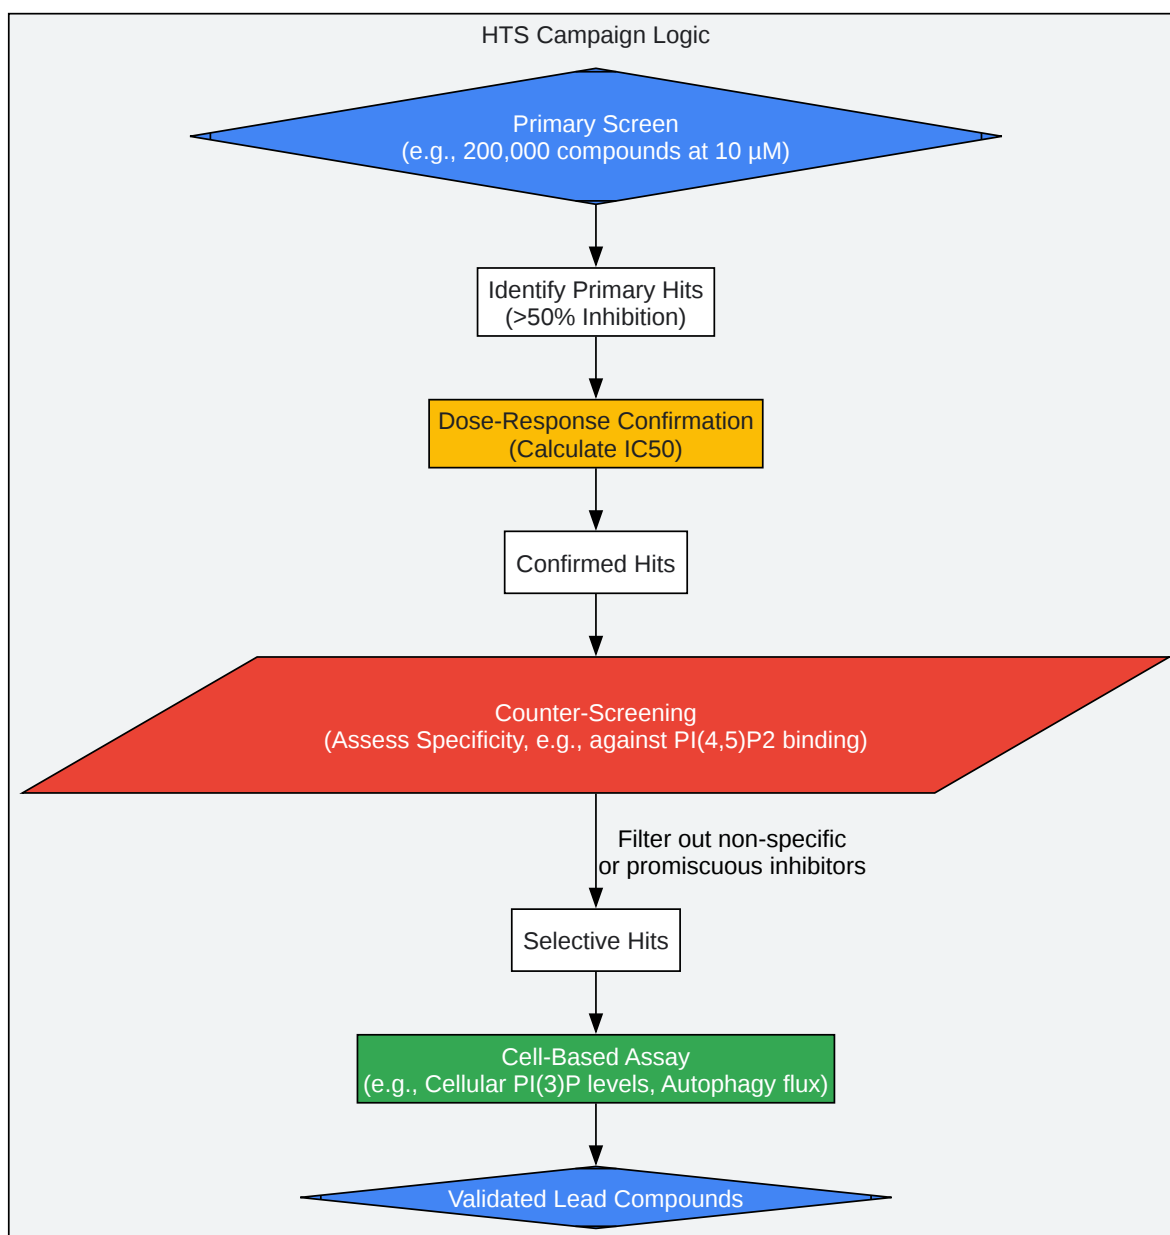 HTS Campaign Logic
Primary Screen
(e.g., 200,000 compounds at 10 µM)
Identify Primary Hits
(>50% Inhibition)
Dose-Response Confirmation
(Calculate IC50)
Confirmed Hits
Counter-Screening
(Assess Specificity, e.g., against PI(4,5)P2 binding)
Filter out non-specific
or promiscuous inhibitors
Selective Hits
Cell-Based Assay
(e.g., Cellular PI(3)P levels, Autophagy flux)
Validated Lead Compounds